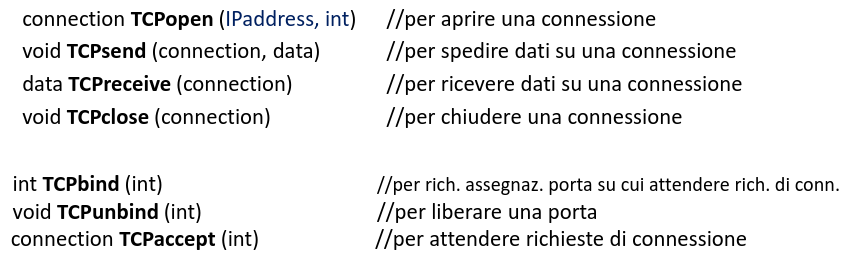 connection TCPopen (IPaddress, int) //per aprire una connessione
void TCPsend (connection, data) //per spedire dati su una connessione
data TCPreceive (connection) //per ricevere dati su una connessione
void TCPclose (connection) //per chiudere una connessione
int TCPbind (int) //per rich. assegnaz. porta su cui attendere rich. di conn.
void TCPunbind (int) //per liberare una porta
connection TCPaccept (int) //per attendere richieste di connessione